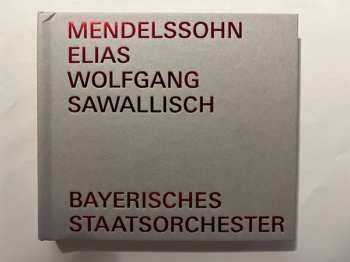 MENDELSSOHN
ELIAS
WOLFGANG
SAWALLISCH
BAYERISCHES
STAATSORCHESTER